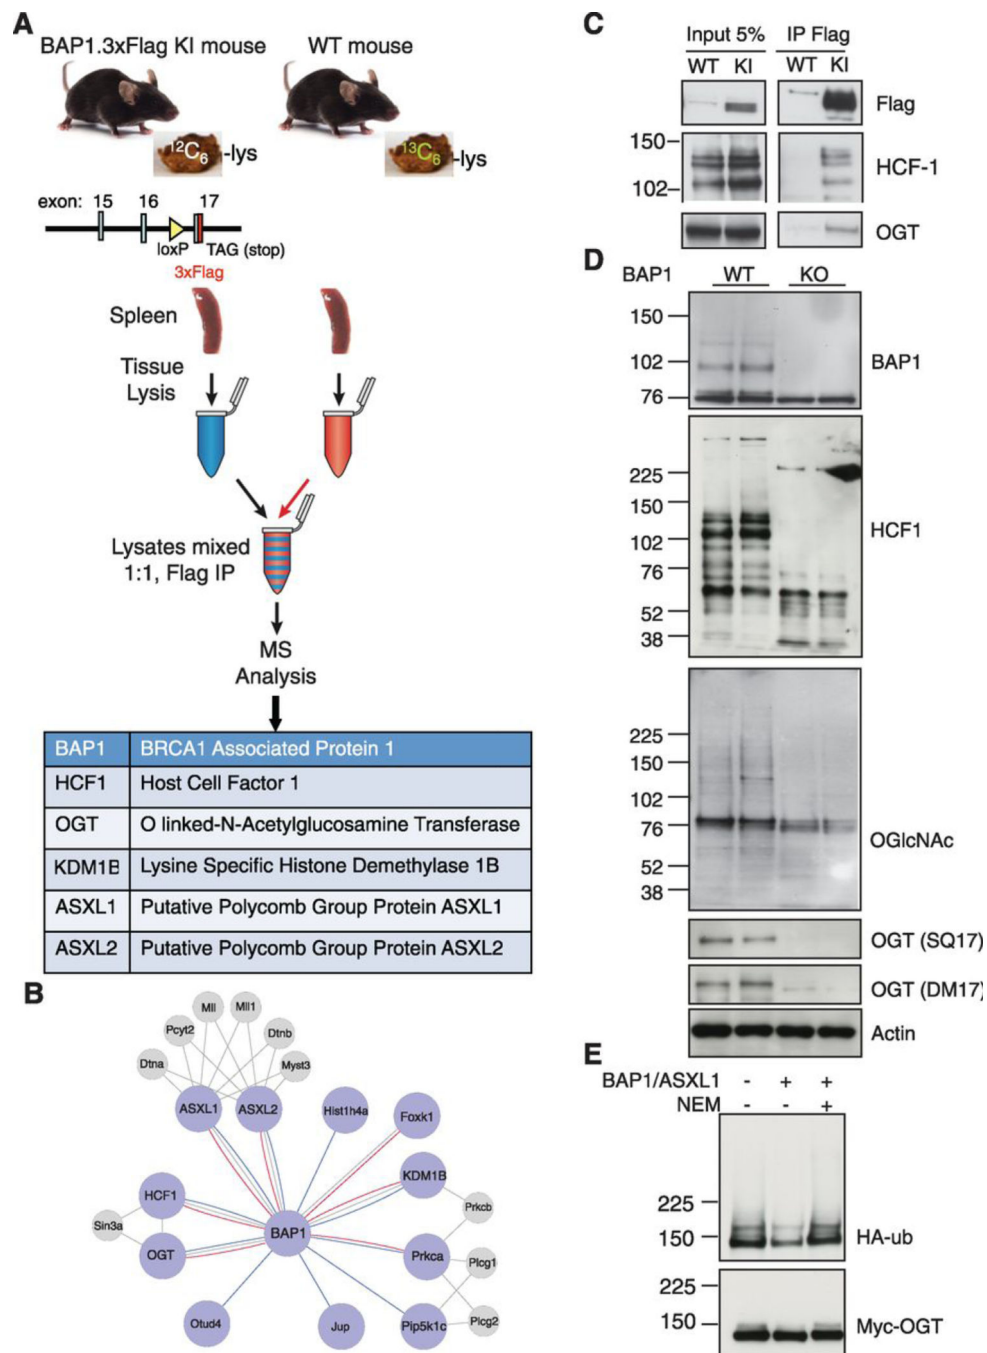 A
BAP1.3xFlag KI mouse
WT mouse
12C6-lys
13C6-lys
exon: 15 16 17
loxP TAG (stop)
3xFlag
Spleen
Tissue
Lysis
Lysates mixed
1:1, Flag IP
MS
Analysis
BAP1 BRCA1 Associated Protein 1
HCF1 Host Cell Factor 1
OGT O linked-N-Acetylglucosamine Transferase
KDM1B Lysine Specific Histone Demethylase 1B
ASXL1 Putative Polycomb Group Protein ASXL1
ASXL2 Putative Polycomb Group Protein ASXL2
B
Mll Mll1
Pcyt2 Dtnb
Dtna Myst3
ASXL1 ASXL2 Hist1h4a Foxk1
HCF1 KDM1B
Sin3a BAP1 Prkcb
OGT Prkca Plcg1
Otud4 Jup Pip5k1c Plcg2
C
Input 5% IP Flag
WT KI WT KI
Flag
150
HCF-1
102
OGT
D
BAP1 WT KO
150
102
BAP1
76
225
150
HCF1
102
76
52
38
225
150
102
76
OGlcNAc
52
38
OGT (SQ17)
OGT (DM17)
Actin
E
BAP1/ASXL1 - + +
NEM - - +
225
150
HA-ub
225
150
Myc-OGT